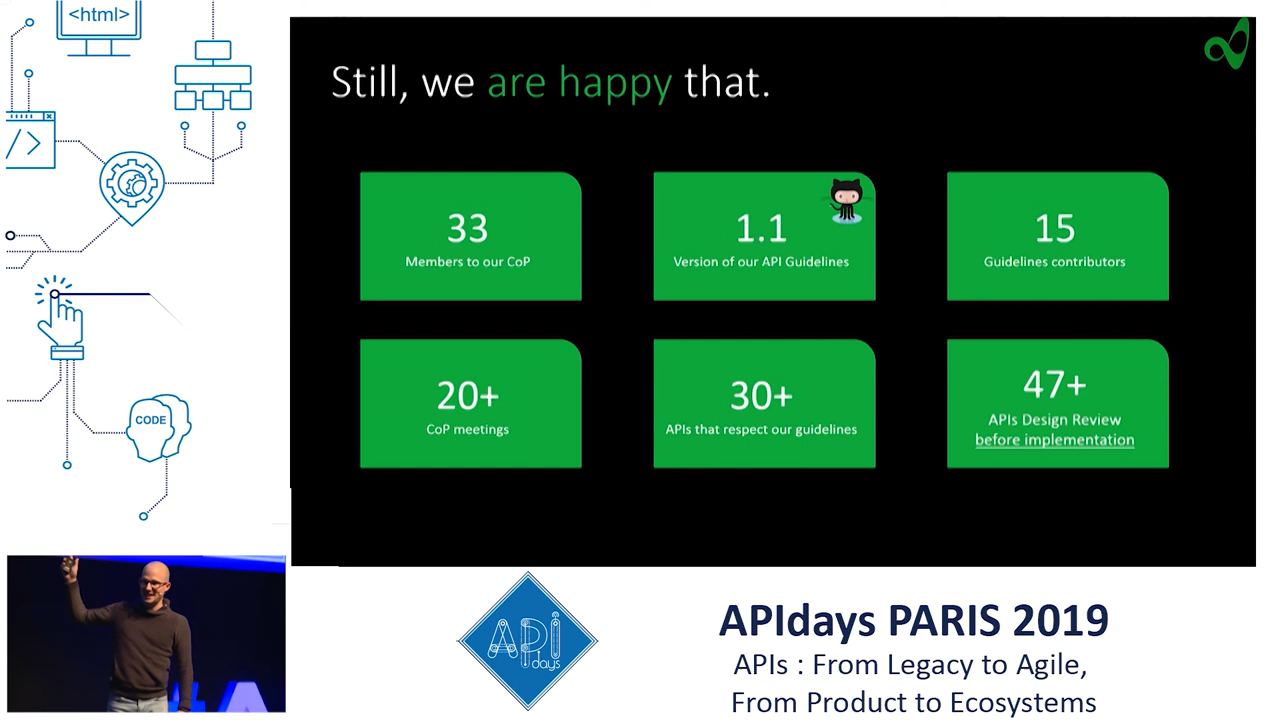 <html>
</>
CODE
Still, we are happy that.
33
Members to our CoP
1.1
Version of our API Guidelines
15
Guidelines contributors
20+
CoP meetings
30+
APIs that respect our guidelines
47+
APIs Design Review
before implementation
API
days
APIdays PARIS 2019
APIs : From Legacy to Agile,
From Product to Ecosystems